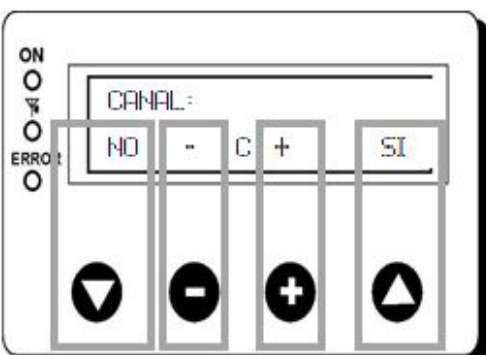 ON
CANAL:
NO - C + SI
ERROR
- +